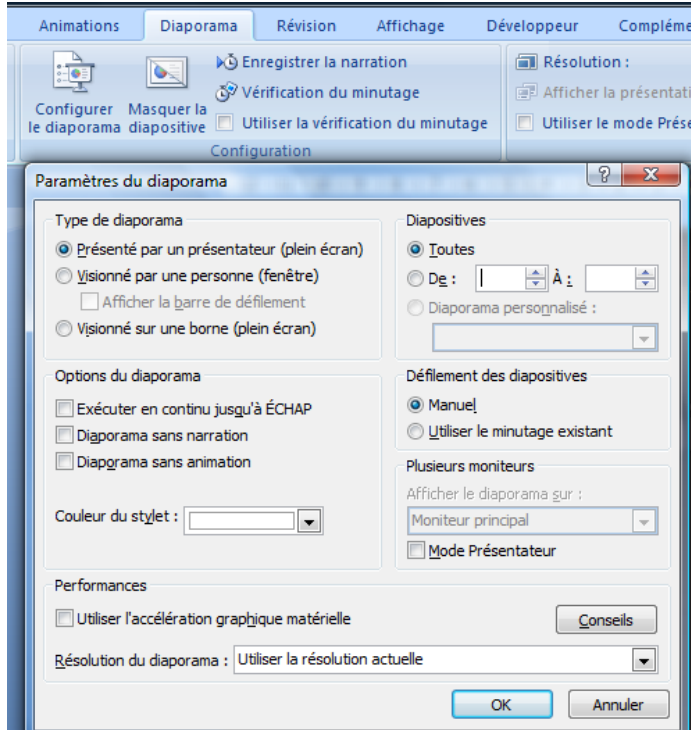 Animations Diaporama Révision Affichage Développeur
Enregistrer la narration
Vérification du minutage
Utiliser la vérification du minutage
Configurer le diaporama
Masquer la diapositive
Configuration
Résolution :
Afficher la
Utiliser le mode
Paramètres du diaporama
Type de diaporama
Présenté par un présentateur (plein écran)
Visionné par une personne (fenêtre)
Afficher la barre de défilement
Visionné sur une borne (plein écran)
Diapositives
Toutes
De : À :
Diaporama personnalisé :
Options du diaporama
Exécuter en continu jusqu'à ÉCHAP
Diaporama sans narration
Diaporama sans animation
Couleur du stylet :
Défilement des diapositives
Manuel
Utiliser le minutage existant
Plusieurs moniteurs
Afficher le diaporama sur :
Moniteur principal
Mode Présentateur
Performances
Utiliser l'accélération graphique matérielle
Conseils
Résolution du diaporama : Utiliser la résolution actuelle
OK Annuler